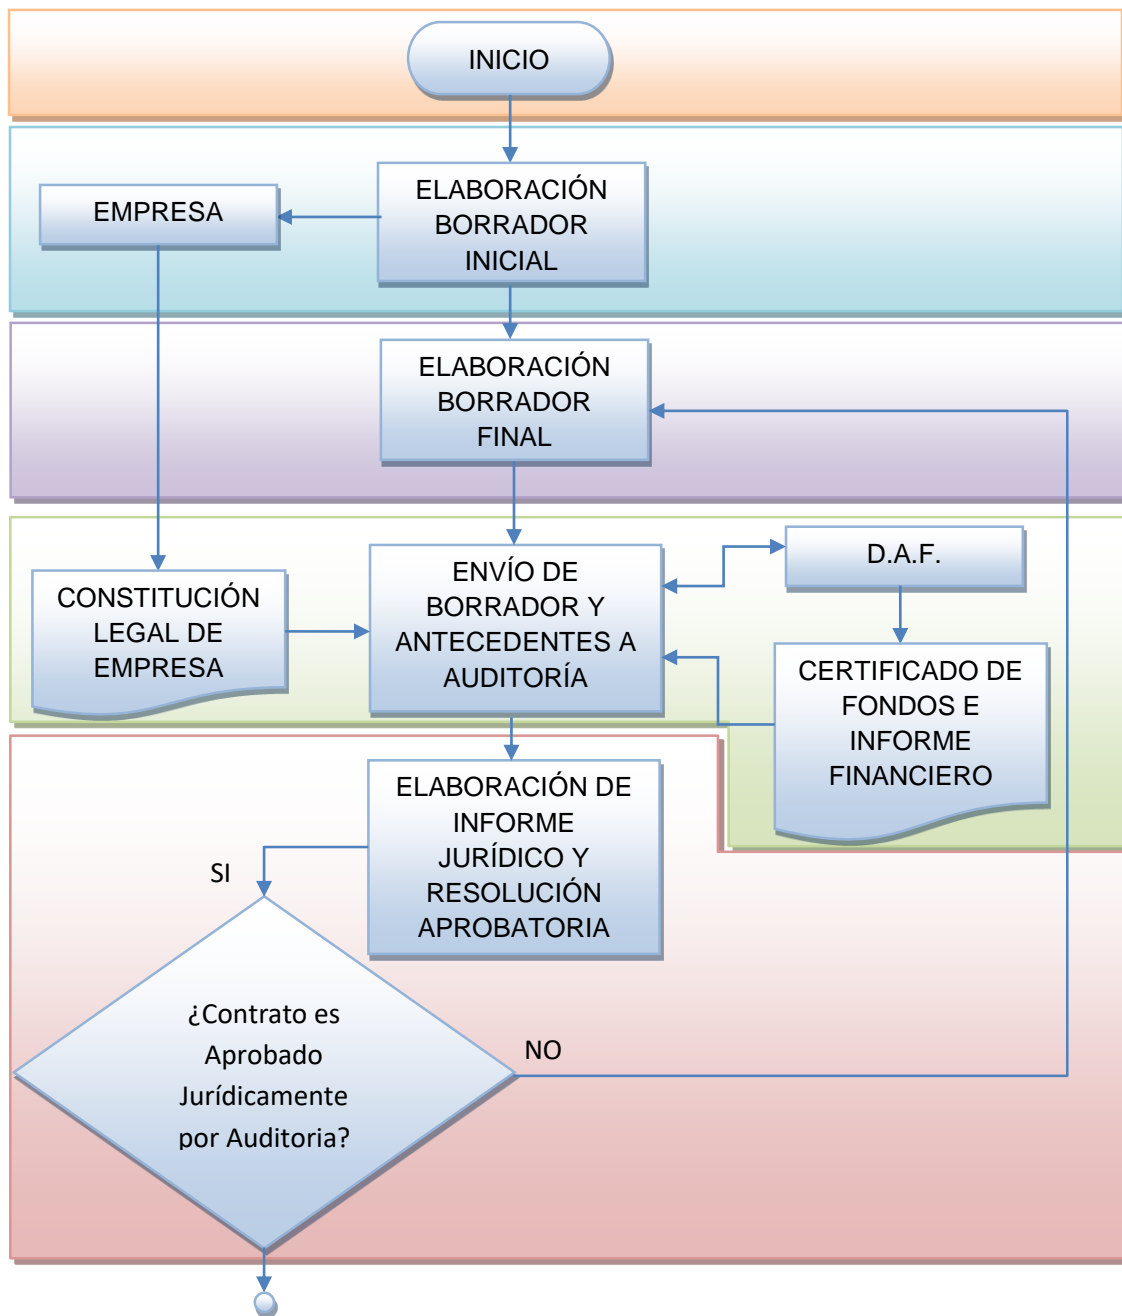 INICIO
ELABORACIÓN
BORRADOR
INICIAL
EMPRESA
ELABORACIÓN
BORRADOR
FINAL
CONSTITUCIÓN
LEGAL DE
EMPRESA
ENVÍO DE
BORRADOR Y
ANTECEDENTES A
AUDITORÍA
D.A.F.
CERTIFICADO DE
FONDOS E
INFORME
FINANCIERO
ELABORACIÓN DE
INFORME
JURÍDICO Y
RESOLUCIÓN
APROBATORIA
SI
¿Contrato es
Aprobado
Jurídicamente
por Auditoria?
NO